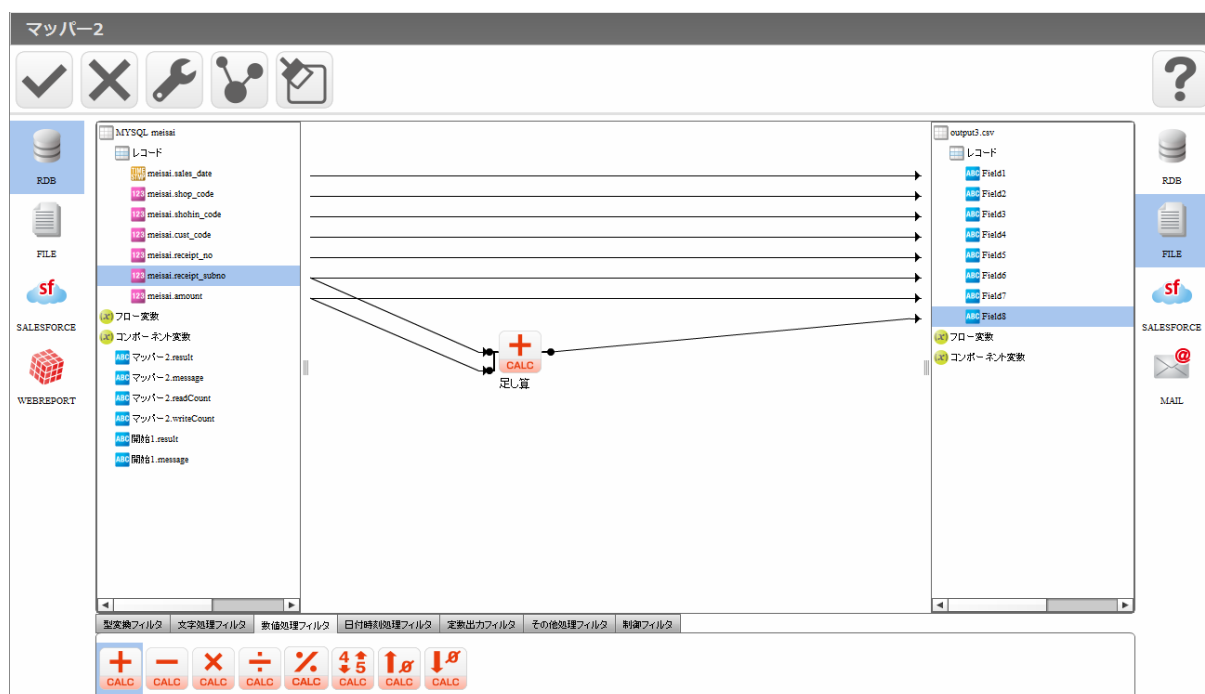 マッパー2
RDB
FILE
SALESFORCE
WEBREPORT
MYSQL meisai
レコード
meisai.sales_date
meisai.shop_code
meisai.shohin_code
meisai.cust_code
meisai.receipt_no
meisai.receipt_subno
meisai.amount
フロー変数
コンポーネント変数
マッパー2.result
マッパー2.message
マッパー2.readCount
マッパー2.writeCount
開始1.result
開始1.message
CALC
足し算
output3.csv
レコード
Field1
Field2
Field3
Field4
Field5
Field6
Field7
Field8
フロー変数
コンポーネント変数
RDB
FILE
SALESFORCE
MAIL
型変換フィルタ 文字処理フィルタ 数値処理フィルタ 日付時刻処理フィルタ 定数出力フィルタ その他処理フィルタ 制御フィルタ
CALC CALC CALC CALC CALC CALC CALC CALC